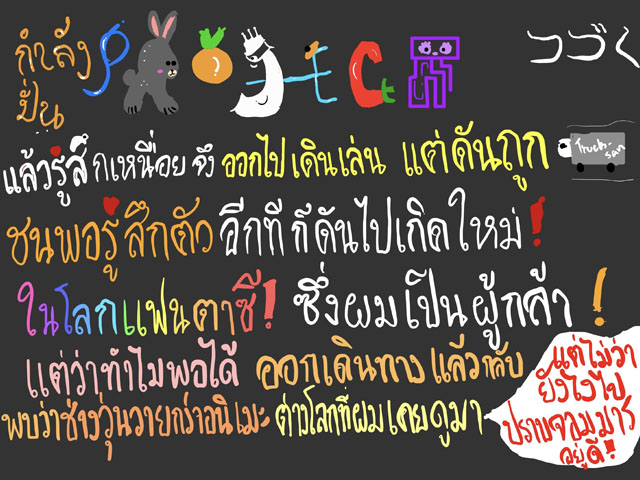 กำลัง PROJECT つづく
ปั่น
แล้วรู้สึกเหนื่อย จึง ออกไปเดินเล่น แต่ดันถูก Truck-san
ชนพอรู้สึกตัว อีกทีก็ดันไปเกิดใหม่!
ในโลกแฟนตาซี! ซึ่งผมเป็นผู้กล้า!
แต่ว่าทำไมพอได้ ออกเดินทาง แล้วกลับ
พบว่าช่างวุ่นวายกว่าอนิเมะ ต่างโลกที่ผมเคยดูมา
แต่ไม่ว่า
ยังไงไป
ปราบจอมมาร
อยู่ดี!!